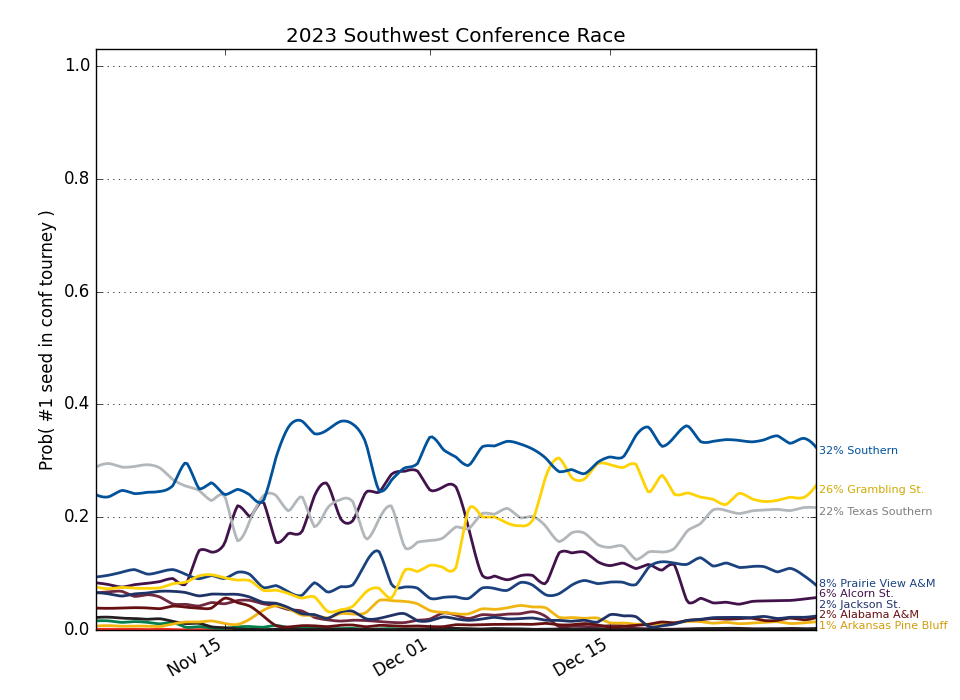 2023 Southwest Conference Race
Prob( #1 seed in conf tourney )
1.0
0.8
0.6
0.4
0.2
0.0
Nov 15
Dec 01
Dec 15
32% Southern
26% Grambling St.
22% Texas Southern
8% Prairie View A&M
6% Alcorn St.
2% Jackson St.
2% Alabama A&M
1% Arkansas Pine Bluff